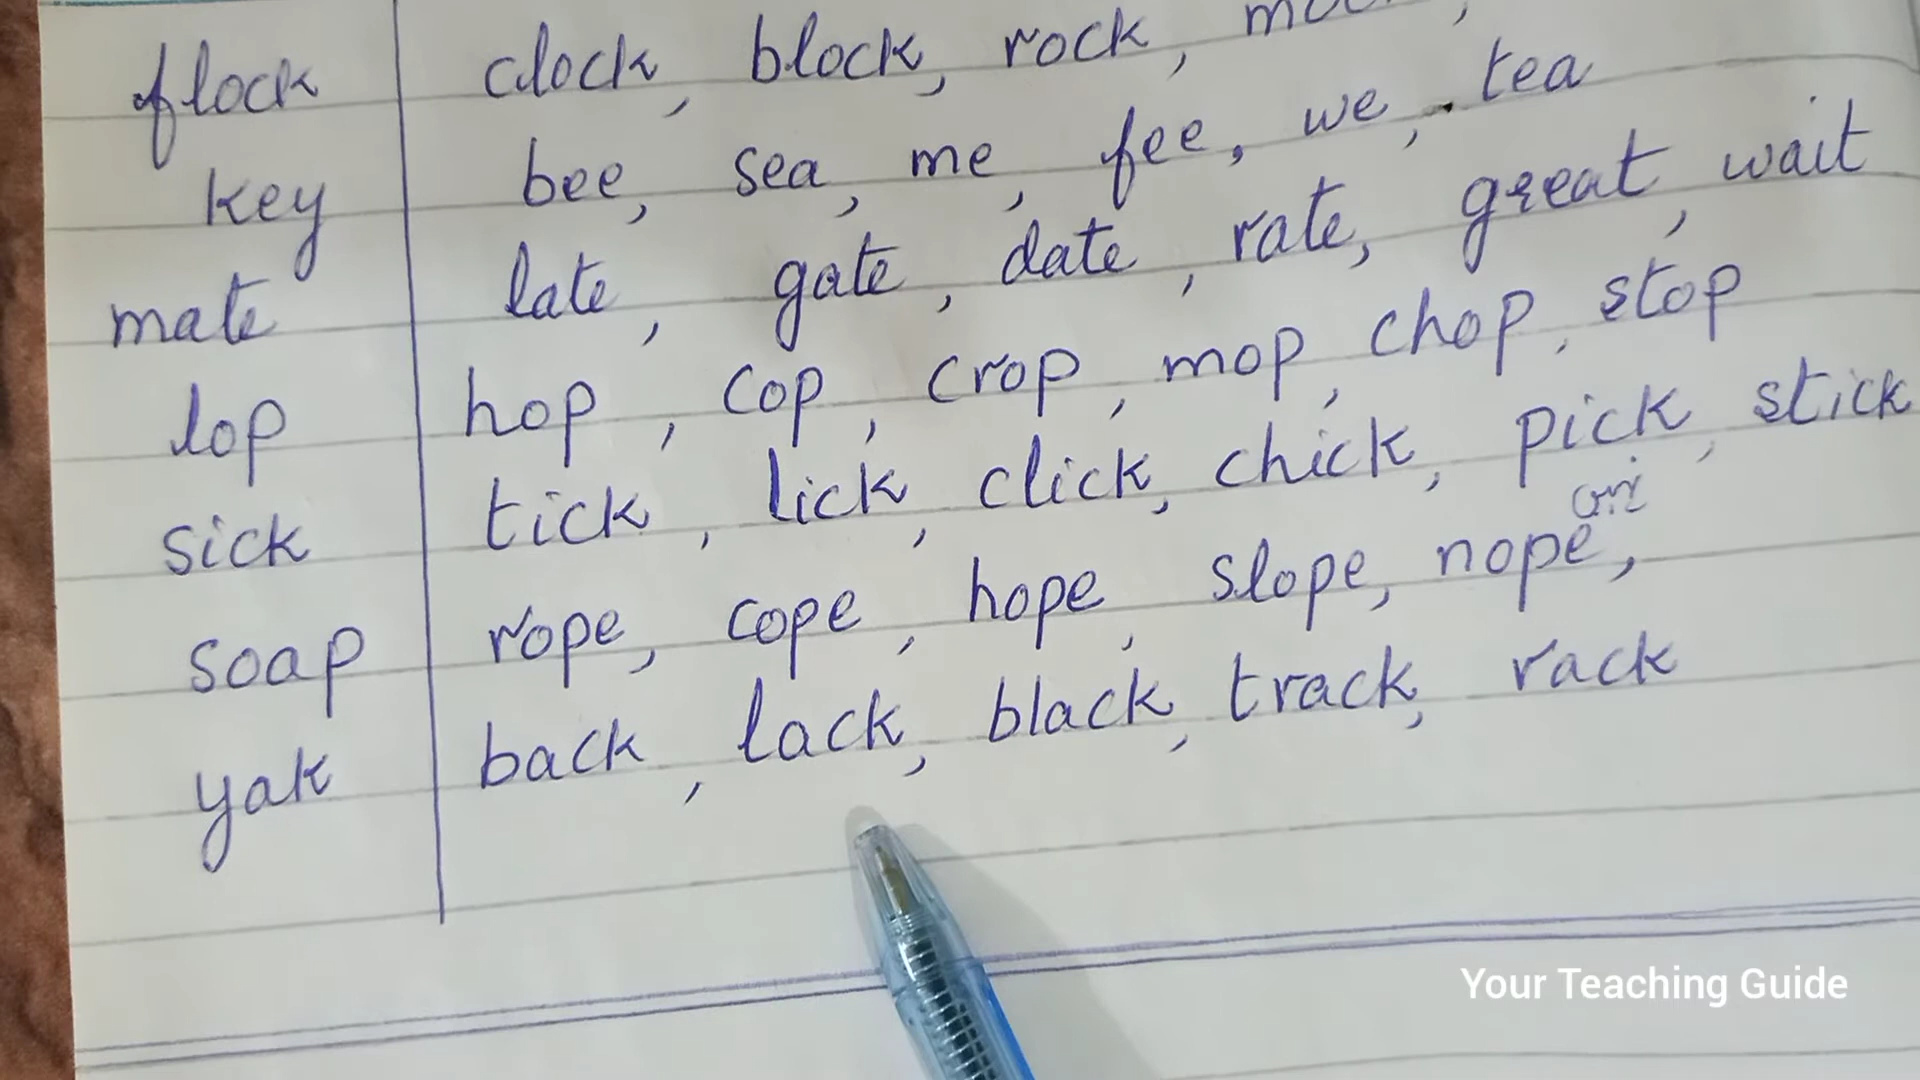 flock clock, block, rock,
key bee, sea, me, fee, we, tea
mate late, gate, date, rate, great, wait
lop hop, cop, crop, mop, chop, stop
sick tick, lick, click, chick, pick, stick
soap rope, cope, hope, slope, nope,
yak back, lack, black, track, rack
Your Teaching Guide